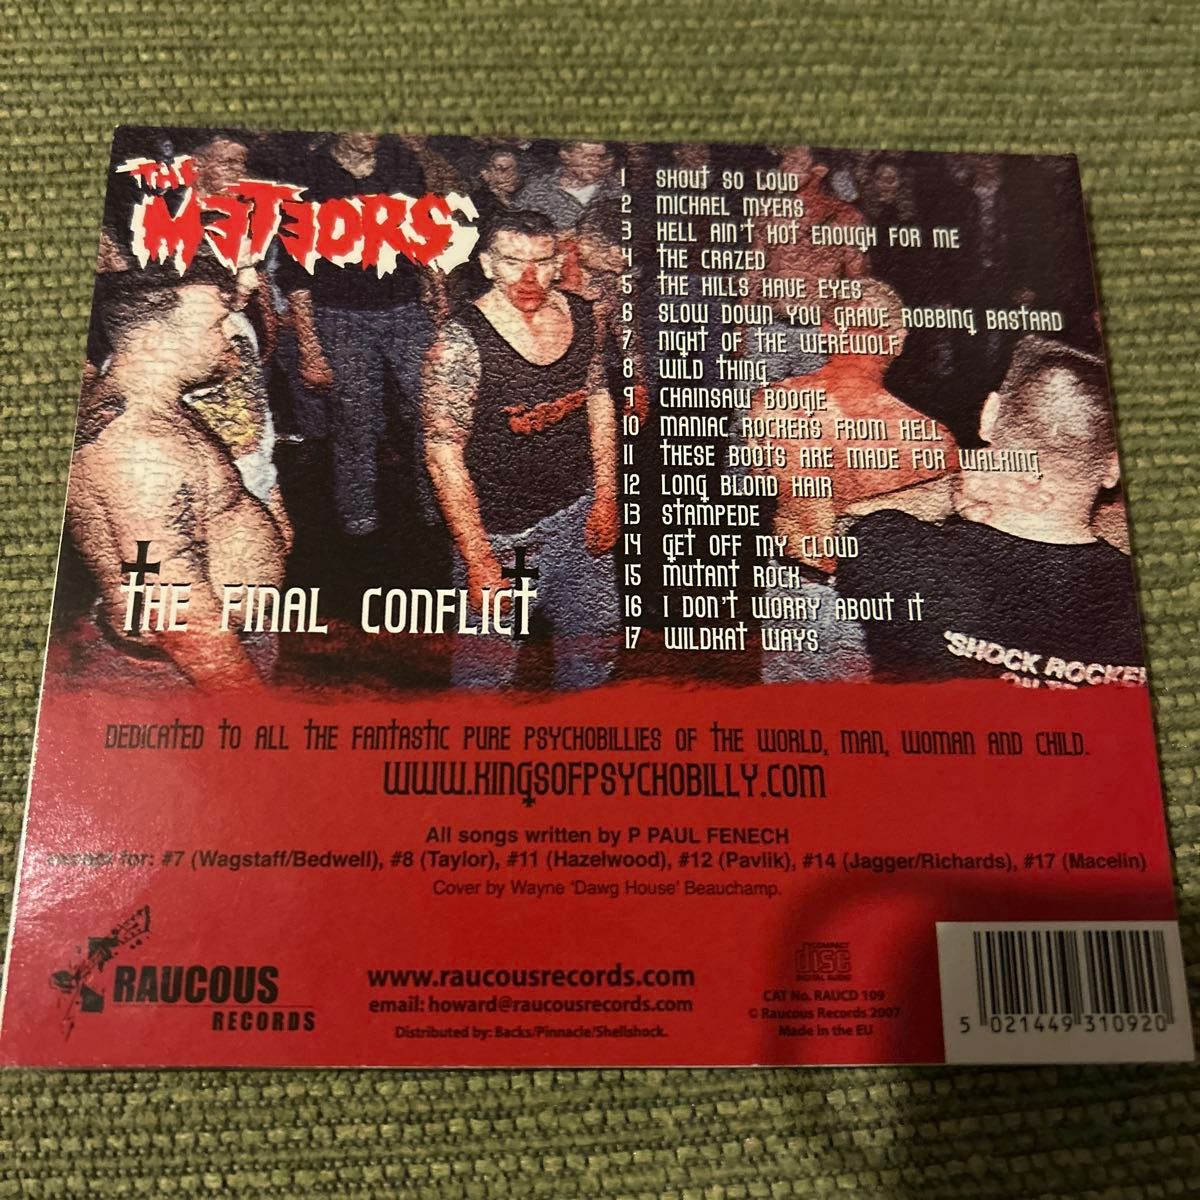 THE
METEORS
1 SHOUT SO LOUD
2 MICHAEL MYERS
3 HELL AIN'T HOT ENOUGH FOR ME
4 THE CRAZED
5 THE HILLS HAVE EYES
6 SLOW DOWN YOU GRAVE ROBBING BASTARD
7 NIGHT OF THE WEREWOLF
8 WILD THING
9 CHAINSAW BOOGIE
10 MANIAC ROCKERS FROM HELL
11 THESE BOOTS ARE MADE FOR WALKING
12 LONG BLOND HAIR
13 STAMPEDE
14 GET OFF MY CLOUD
15 MUTANT ROCK
16 I DON'T WORRY ABOUT IT
17 WILDKAT WAYS
THE FINAL CONFLICT
'SHOCK ROCKE
DEDICATED TO ALL THE FANTASTIC PURE PSYCHOBILLIES OF THE WORLD, MAN, WOMAN AND CHILD.
WWW.KINGSOFPSYCHOBILLY.COM
All songs written by P PAUL FENECH
except for: #7 (Wagstaff/Bedwell), #8 (Taylor), #11 (Hazelwood), #12 (Pavlik), #14 (Jagger/Richards), #17 (Macelin)
Cover by Wayne 'Dawg House' Beauchamp.
RAUCOUS
RECORDS
www.raucousrecords.com
email: howard@raucousrecords.com
Distributed by: Backs/Pinnacle/Shellshock.
COMPACT
disc
DIGITAL AUDIO
CAT No. RAUCD 109
© Raucous Records 2007
Made in the EU
5 021449 310920